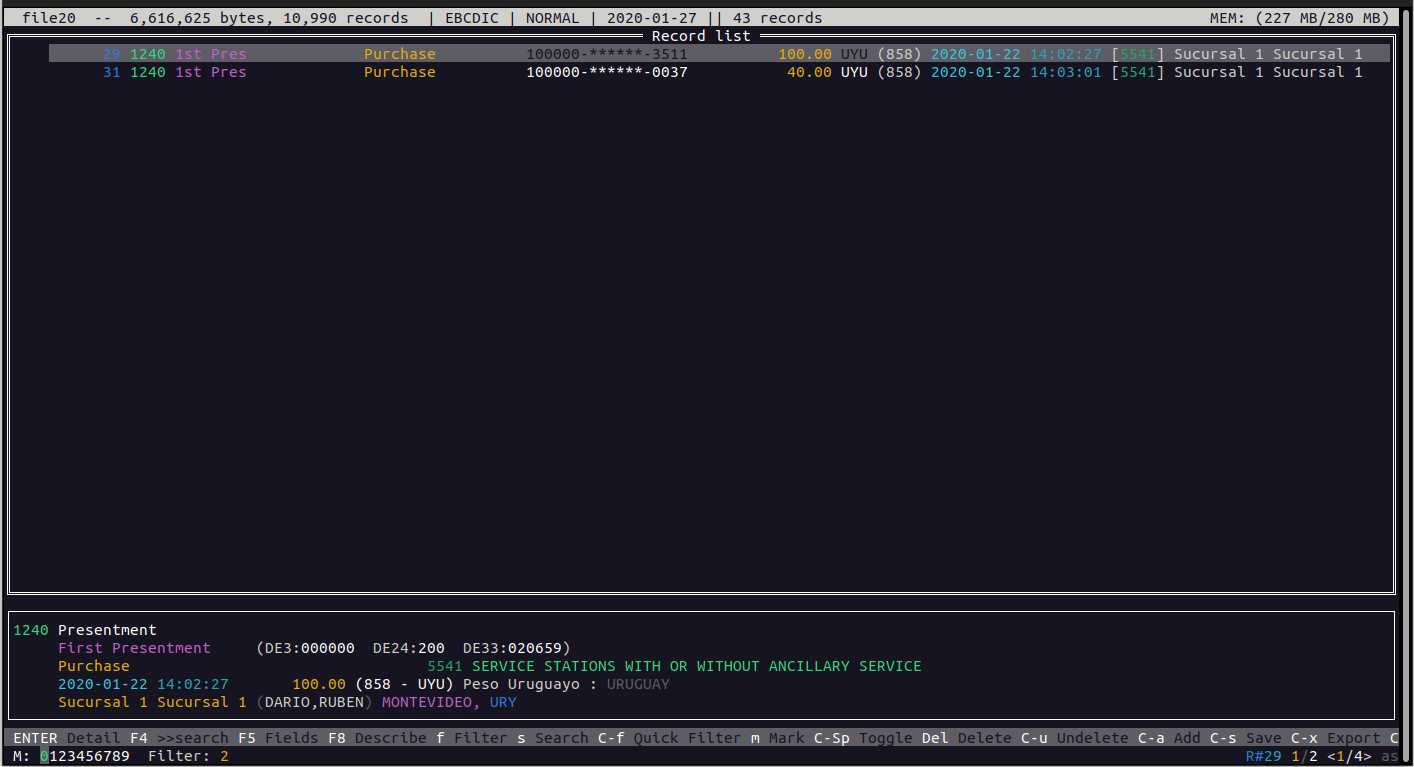 file20 -- 6,616,625 bytes, 10,990 records | EBCDIC | NORMAL | 2020-01-27 || 43 records MEM: (227 MB/280 MB)
Record list
29 1240 1st Pres Purchase 100000-******-3511 100.00 UYU (858) 2020-01-22 14:02:27 [5541] Sucursal 1 Sucursal 1
31 1240 1st Pres Purchase 100000-******-0037 40.00 UYU (858) 2020-01-22 14:03:01 [5541] Sucursal 1 Sucursal 1
1240 Presentment
First Presentment (DE3:000000 DE24:200 DE33:020659)
Purchase 5541 SERVICE STATIONS WITH OR WITHOUT ANCILLARY SERVICE
2020-01-22 14:02:27 100.00 (858 - UYU) Peso Uruguayo : URUGUAY
Sucursal 1 Sucursal 1 (DARIO,RUBEN) MONTEVIDEO, URY
ENTER Detail F4 >>search F5 Fields F8 Describe f Filter s Search C-f Quick Filter m Mark C-Sp Toggle Del Delete C-u Undelete C-a Add C-s Save C-x Export C
M: 0123456789 Filter: 2 R#29 1/2 <1/4> as